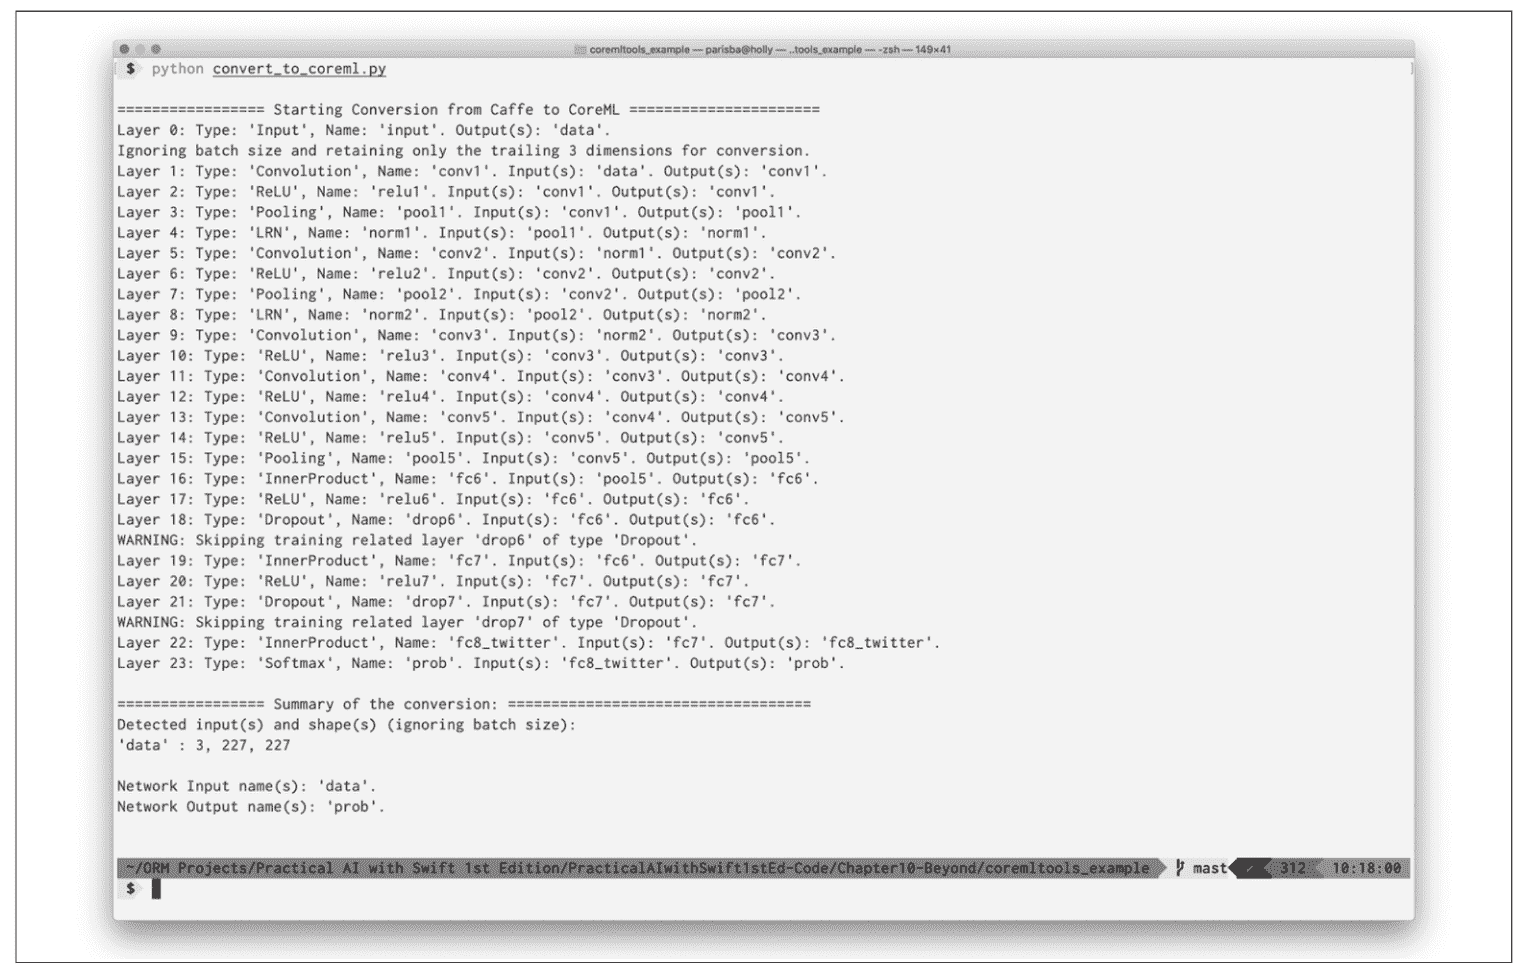 coremltools_example — parisba@holly — ..tools_example — -zsh — 149×41
$ python convert_to_coreml.py
================= Starting Conversion from Caffe to CoreML ======================
Layer 0: Type: 'Input', Name: 'input'. Output(s): 'data'.
Ignoring batch size and retaining only the trailing 3 dimensions for conversion.
Layer 1: Type: 'Convolution', Name: 'conv1'. Input(s): 'data'. Output(s): 'conv1'.
Layer 2: Type: 'ReLU', Name: 'relu1'. Input(s): 'conv1'. Output(s): 'conv1'.
Layer 3: Type: 'Pooling', Name: 'pool1'. Input(s): 'conv1'. Output(s): 'pool1'.
Layer 4: Type: 'LRN', Name: 'norm1'. Input(s): 'pool1'. Output(s): 'norm1'.
Layer 5: Type: 'Convolution', Name: 'conv2'. Input(s): 'norm1'. Output(s): 'conv2'.
Layer 6: Type: 'ReLU', Name: 'relu2'. Input(s): 'conv2'. Output(s): 'conv2'.
Layer 7: Type: 'Pooling', Name: 'pool2'. Input(s): 'conv2'. Output(s): 'pool2'.
Layer 8: Type: 'LRN', Name: 'norm2'. Input(s): 'pool2'. Output(s): 'norm2'.
Layer 9: Type: 'Convolution', Name: 'conv3'. Input(s): 'norm2'. Output(s): 'conv3'.
Layer 10: Type: 'ReLU', Name: 'relu3'. Input(s): 'conv3'. Output(s): 'conv3'.
Layer 11: Type: 'Convolution', Name: 'conv4'. Input(s): 'conv3'. Output(s): 'conv4'.
Layer 12: Type: 'ReLU', Name: 'relu4'. Input(s): 'conv4'. Output(s): 'conv4'.
Layer 13: Type: 'Convolution', Name: 'conv5'. Input(s): 'conv4'. Output(s): 'conv5'.
Layer 14: Type: 'ReLU', Name: 'relu5'. Input(s): 'conv5'. Output(s): 'conv5'.
Layer 15: Type: 'Pooling', Name: 'pool5'. Input(s): 'conv5'. Output(s): 'pool5'.
Layer 16: Type: 'InnerProduct', Name: 'fc6'. Input(s): 'pool5'. Output(s): 'fc6'.
Layer 17: Type: 'ReLU', Name: 'relu6'. Input(s): 'fc6'. Output(s): 'fc6'.
Layer 18: Type: 'Dropout', Name: 'drop6'. Input(s): 'fc6'. Output(s): 'fc6'.
WARNING: Skipping training related layer 'drop6' of type 'Dropout'.
Layer 19: Type: 'InnerProduct', Name: 'fc7'. Input(s): 'fc6'. Output(s): 'fc7'.
Layer 20: Type: 'ReLU', Name: 'relu7'. Input(s): 'fc7'. Output(s): 'fc7'.
Layer 21: Type: 'Dropout', Name: 'drop7'. Input(s): 'fc7'. Output(s): 'fc7'.
WARNING: Skipping training related layer 'drop7' of type 'Dropout'.
Layer 22: Type: 'InnerProduct', Name: 'fc8_twitter'. Input(s): 'fc7'. Output(s): 'fc8_twitter'.
Layer 23: Type: 'Softmax', Name: 'prob'. Input(s): 'fc8_twitter'. Output(s): 'prob'.
================= Summary of the conversion: ===================================
Detected input(s) and shape(s) (ignoring batch size):
'data' : 3, 227, 227
Network Input name(s): 'data'.
Network Output name(s): 'prob'.
~/ORM Projects/Practical AI with Swift 1st Edition/PracticalAIwithSwift1stEd-Code/Chapter10-Beyond/coremltools_example mast ✓ 312 10:18:00
$